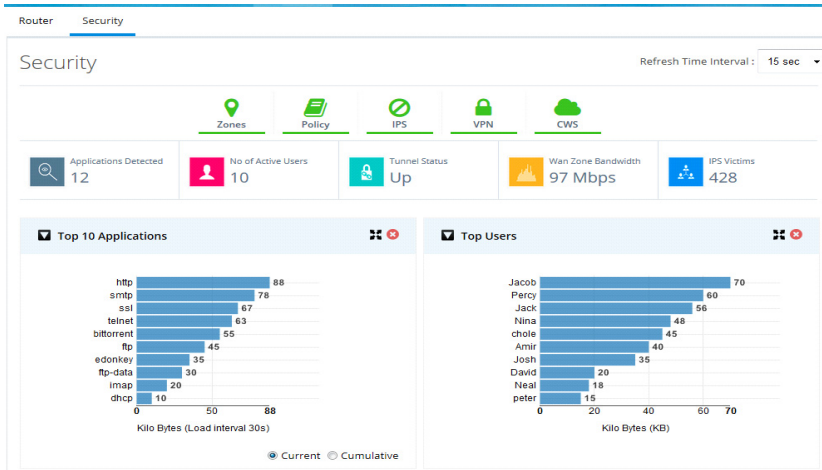 Router Security
Security
Refresh Time Interval : 15 sec
Zones Policy IPS VPN CWS
Applications Detected
12
No of Active Users
10
Tunnel Status
Up
Wan Zone Bandwidth
97 Mbps
IPS Victims
428
Top 10 Applications
http 88
smtp 78
ssl 67
telnet 63
bittorrent 55
ftp 45
edonkey 35
ftp-data 30
imap 20
dhcp 10
0 50 88
Kilo Bytes (Load interval 30s)
Current Cumulative
Top Users
Jacob 70
Percy 60
Jack 56
Nina 48
chole 45
Amir 40
Josh 35
David 20
Neal 18
peter 15
0 20 40 60 70
Kilo Bytes (KB)